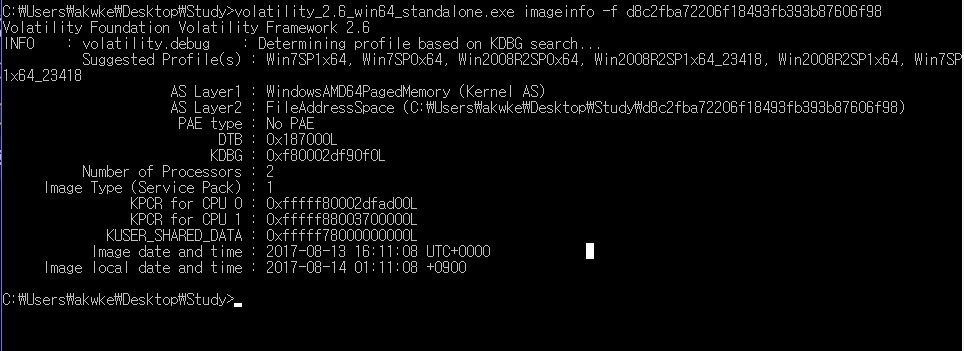 C:₩Users₩akwke₩Desktop₩Study>volatility_2.6_win64_standalone.exe imageinfo -f d8c2fba72206f18493fb393b87606f98
Volatility Foundation Volatility Framework 2.6
INFO    : volatility.debug    : Determining profile based on KDBG search...
Suggested Profile(s) : Win7SP1x64, Win7SP0x64, Win2008R2SP0x64, Win2008R2SP1x64_23418, Win2008R2SP1x64, Win7SP
1x64_23418
AS Layer1 : WindowsAMD64PagedMemory (Kernel AS)
AS Layer2 : FileAddressSpace (C:₩Users₩akwke₩Desktop₩Study₩d8c2fba72206f18493fb393b87606f98)
PAE type : No PAE
DTB : 0x187000L
KDBG : 0xf80002df90f0L
Number of Processors : 2
Image Type (Service Pack) : 1
KPCR for CPU 0 : 0xfffff80002dfad00L
KPCR for CPU 1 : 0xfffff88003700000L
KUSER_SHARED_DATA : 0xfffff78000000000L
Image date and time : 2017-08-13 16:11:08 UTC+0000
Image local date and time : 2017-08-14 01:11:08 +0900
C:₩Users₩akwke₩Desktop₩Study>